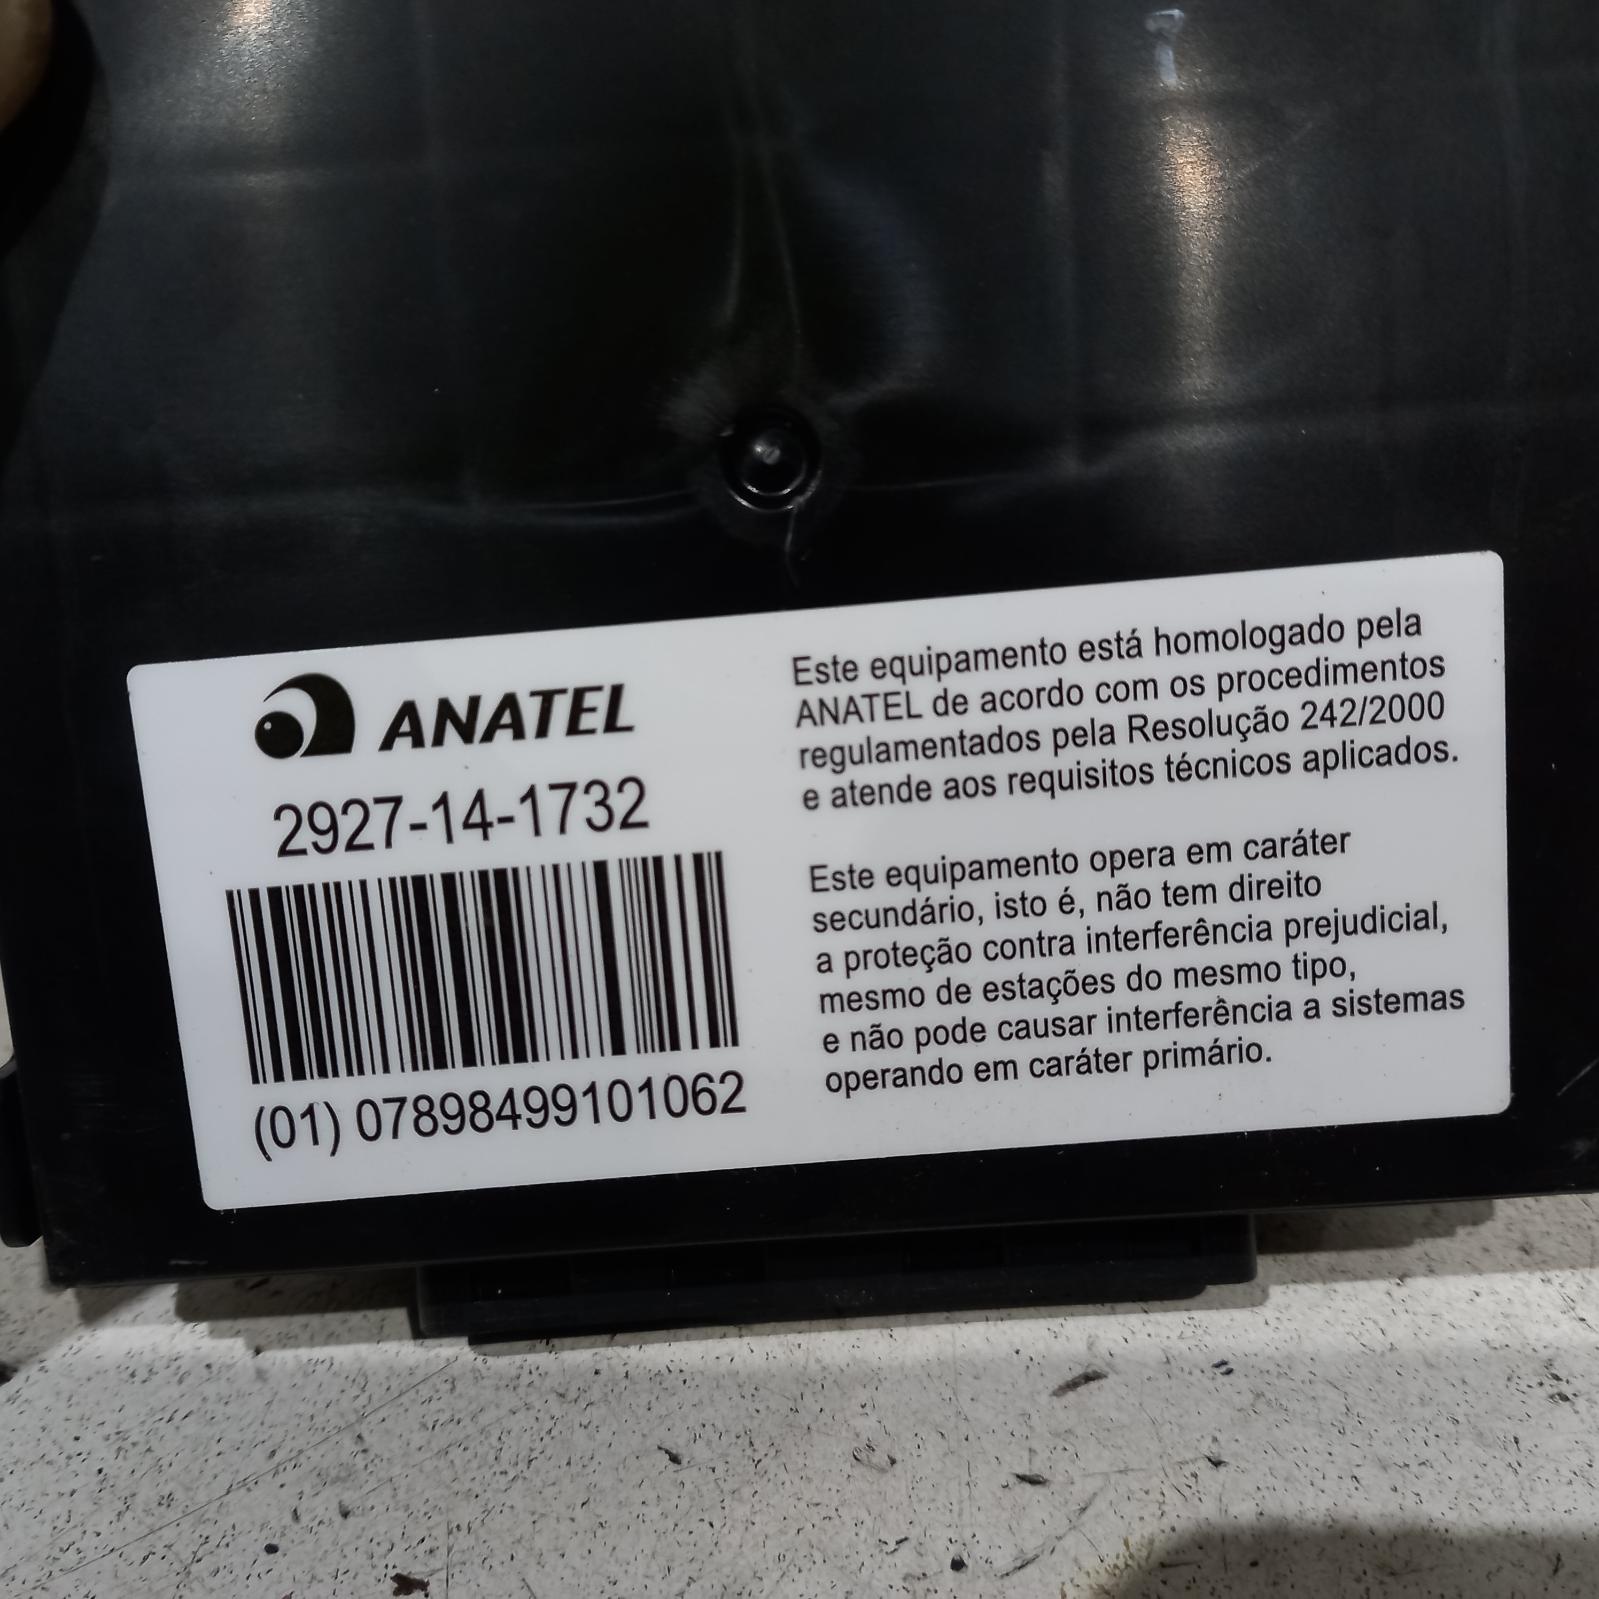 ANATEL
2927-14-1732
(01) 07898499101062
Este equipamento está homologado pela
ANATEL de acordo com os procedimentos
regulamentados pela Resolução 242/2000
e atende aos requisitos técnicos aplicados.
Este equipamento opera em caráter
secundário, isto é, não tem direito
a proteção contra interferência prejudicial,
mesmo de estações do mesmo tipo,
e não pode causar interferência a sistemas
operando em caráter primário.